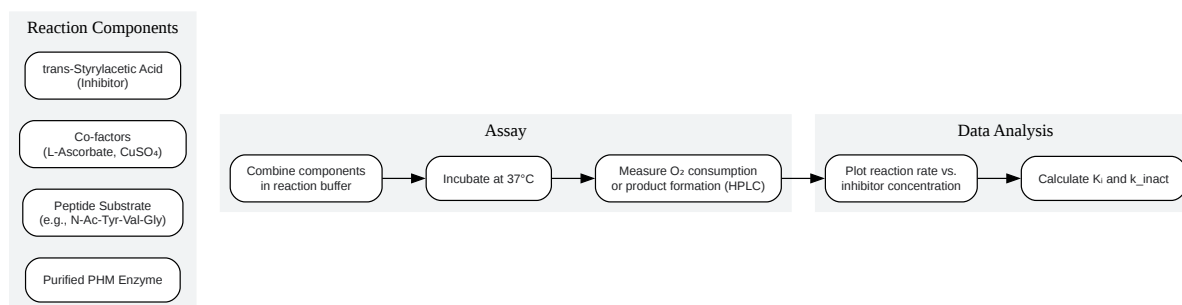 Reaction Components
trans-Styrylacetic Acid
(Inhibitor)
Co-factors
(L-Ascorbate, CuSO₄)
Peptide Substrate
(e.g., N-Ac-Tyr-Val-Gly)
Purified PHM Enzyme
Assay
Combine components
in reaction buffer
Incubate at 37°C
Measure O₂ consumption
or product formation (HPLC)
Data Analysis
Plot reaction rate vs.
inhibitor concentration
Calculate Kᵢ and k_inact